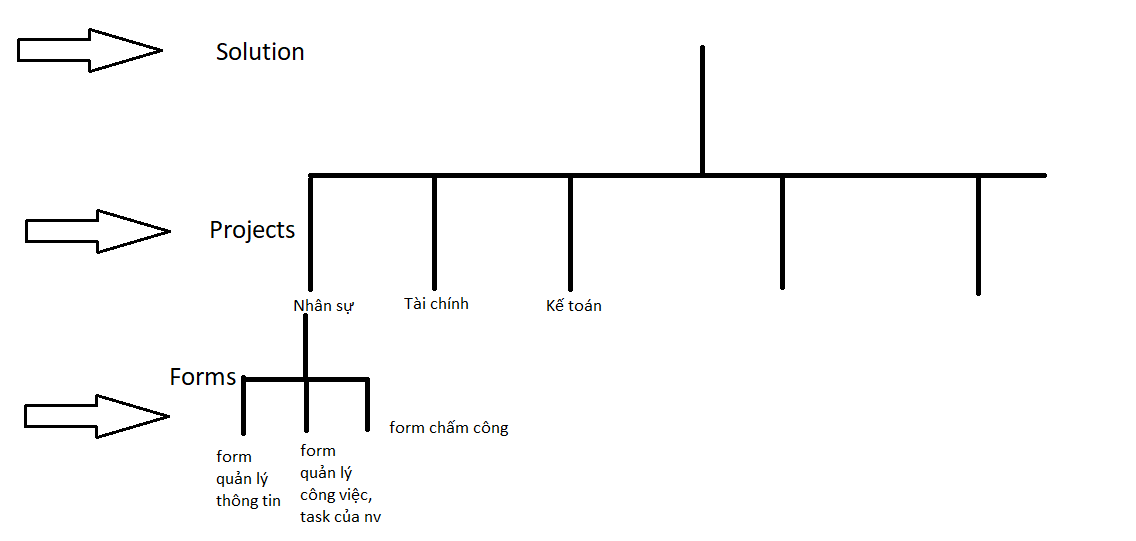 Solution
Projects
Nhân sự
Tài chính
Kế toán
Forms
form chấm công
form
quản lý
thông tin
form
quản lý
công việc,
task của nv